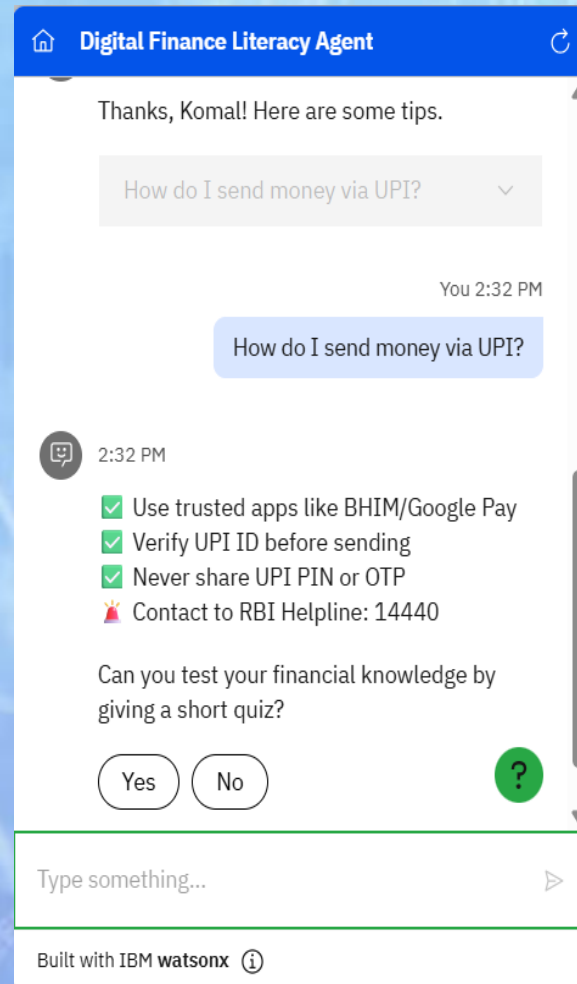 Digital Finance Literacy Agent
Thanks, Komal! Here are some tips.
How do I send money via UPI?
You 2:32 PM
How do I send money via UPI?
2:32 PM
✅ Use trusted apps like BHIM/Google Pay
✅ Verify UPI ID before sending
✅ Never share UPI PIN or OTP
🚨 Contact to RBI Helpline: 14440
Can you test your financial knowledge by
giving a short quiz?
Yes No
?
Type something...
Built with IBM watsonx